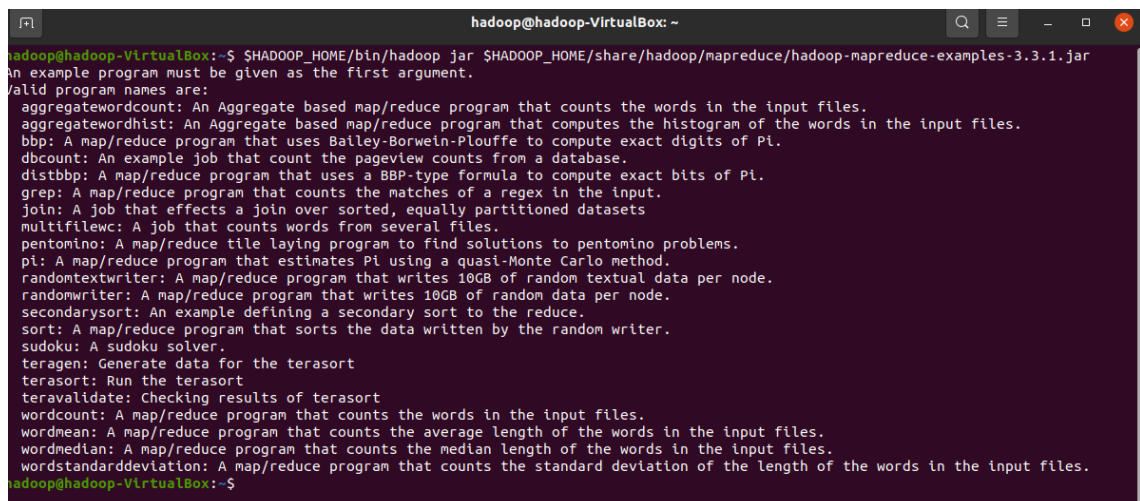 hadoop@hadoop-VirtualBox: ~
hadoop@hadoop-VirtualBox:~$ $HADOOP_HOME/bin/hadoop jar $HADOOP_HOME/share/hadoop/mapreduce/hadoop-mapreduce-examples-3.3.1.jar
An example program must be given as the first argument.
Valid program names are:
  aggregatewordcount: An Aggregate based map/reduce program that counts the words in the input files.
  aggregatewordhist: An Aggregate based map/reduce program that computes the histogram of the words in the input files.
  bbp: A map/reduce program that uses Bailey-Borwein-Plouffe to compute exact digits of Pi.
  dbcount: An example job that count the pageview counts from a database.
  distbbp: A map/reduce program that uses a BBP-type formula to compute exact bits of Pi.
  grep: A map/reduce program that counts the matches of a regex in the input.
  join: A job that effects a join over sorted, equally partitioned datasets
  multifilewc: A job that counts words from several files.
  pentomino: A map/reduce tile laying program to find solutions to pentomino problems.
  pi: A map/reduce program that estimates Pi using a quasi-Monte Carlo method.
  randomtextwriter: A map/reduce program that writes 10GB of random textual data per node.
  randomwriter: A map/reduce program that writes 10GB of random data per node.
  secondarysort: An example defining a secondary sort to the reduce.
  sort: A map/reduce program that sorts the data written by the random writer.
  sudoku: A sudoku solver.
  teragen: Generate data for the terasort
  terasort: Run the terasort
  teravalidate: Checking results of terasort
  wordcount: A map/reduce program that counts the words in the input files.
  wordmean: A map/reduce program that counts the average length of the words in the input files.
  wordmedian: A map/reduce program that counts the median length of the words in the input files.
  wordstandarddeviation: A map/reduce program that counts the standard deviation of the length of the words in the input files.
hadoop@hadoop-VirtualBox:~$